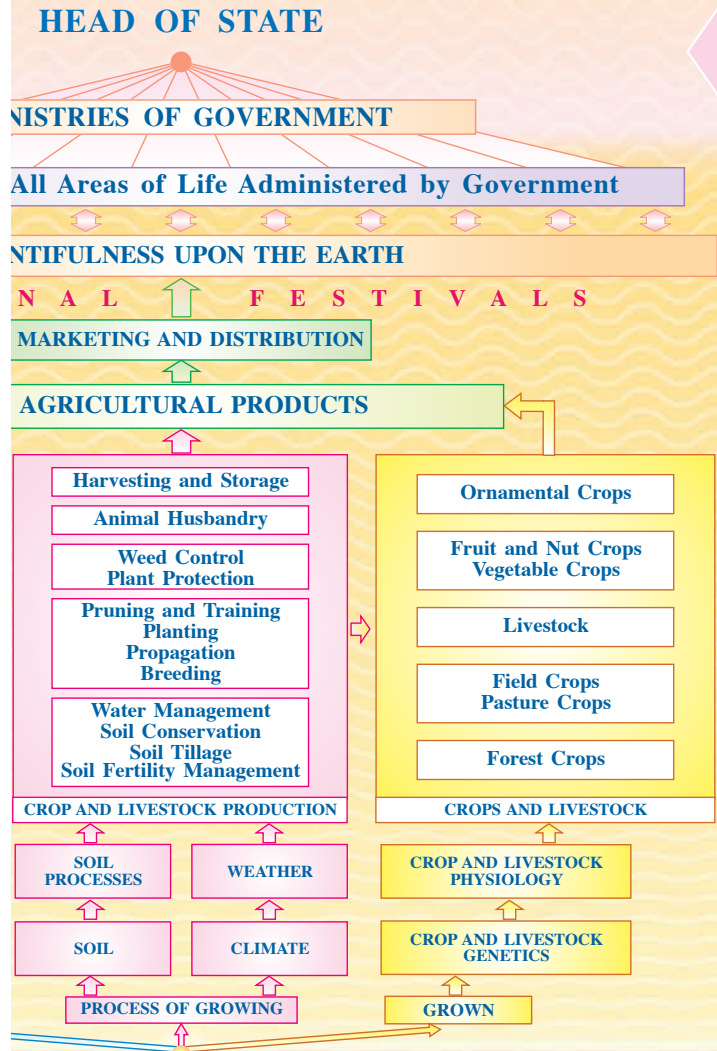 HEAD OF STATE
NISTRIES OF GOVERNMENT
All Areas of Life Administered by Government
NTIFULNESS UPON THE EARTH
N A L F E S T I V A L S
MARKETING AND DISTRIBUTION
AGRICULTURAL PRODUCTS
Harvesting and Storage
Animal Husbandry
Weed Control
Plant Protection
Pruning and Training
Planting
Propagation
Breeding
Water Management
Soil Conservation
Soil Tillage
Soil Fertility Management
CROP AND LIVESTOCK PRODUCTION
Ornamental Crops
Fruit and Nut Crops
Vegetable Crops
Livestock
Field Crops
Pasture Crops
Forest Crops
CROPS AND LIVESTOCK
SOIL
PROCESSES
WEATHER
CROP AND LIVESTOCK
PHYSIOLOGY
SOIL
CLIMATE
CROP AND LIVESTOCK
GENETICS
PROCESS OF GROWING
GROWN